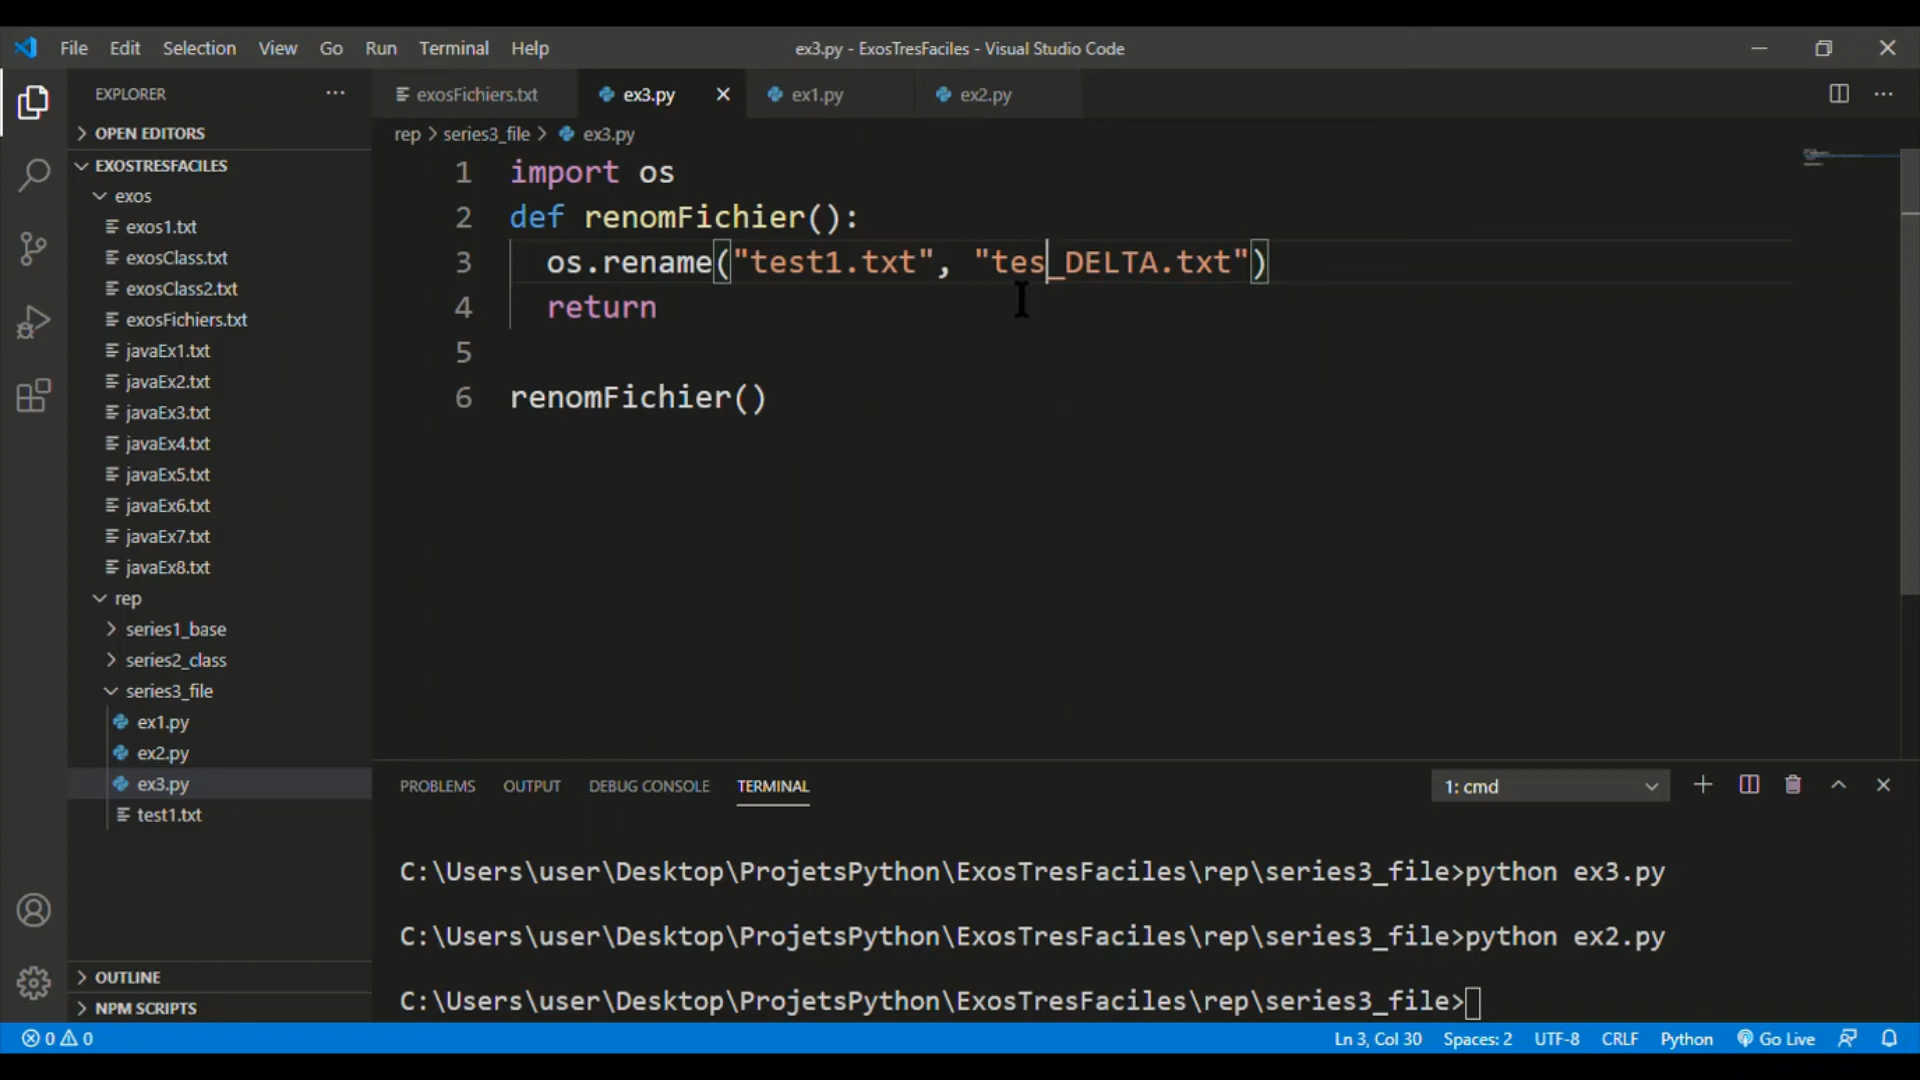 File Edit Selection View Go Run Terminal Help
ex3.py - ExosTresFaciles - Visual Studio Code
EXPLORER
OPEN EDITORS
EXOSTRESFACILES
exos
exos1.txt
exosClass.txt
exosClass2.txt
exosFichiers.txt
javaEx1.txt
javaEx2.txt
javaEx3.txt
javaEx4.txt
javaEx5.txt
javaEx6.txt
javaEx7.txt
javaEx8.txt
rep
series1_base
series2_class
series3_file
ex1.py
ex2.py
ex3.py
test1.txt
OUTLINE
NPM SCRIPTS
exosFichiers.txt ex3.py ex1.py ex2.py
rep > series3_file > ex3.py
1 import os
2 def renomFichier():
3 os.rename("test1.txt", "tes_DELTA.txt")
4 return
5
6 renomFichier()
PROBLEMS OUTPUT DEBUG CONSOLE TERMINAL 1: cmd
C:\Users\user\Desktop\ProjetsPython\ExosTresFaciles\rep\series3_file>python ex3.py
C:\Users\user\Desktop\ProjetsPython\ExosTresFaciles\rep\series3_file>python ex2.py
C:\Users\user\Desktop\ProjetsPython\ExosTresFaciles\rep\series3_file>
0 0 Ln 3, Col 30 Spaces: 2 UTF-8 CRLF Python Go Live